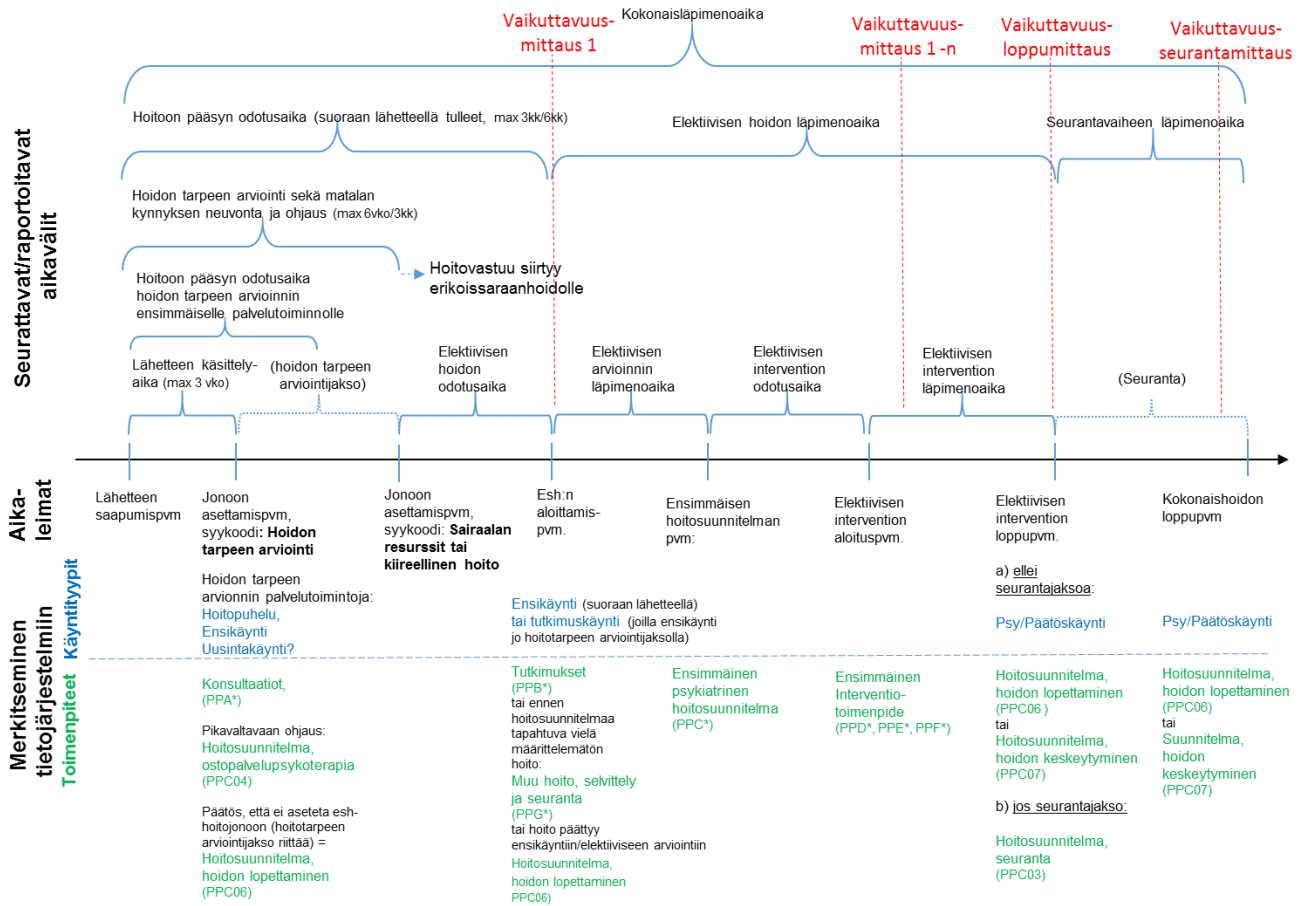 Kokonaisläpimenoaika
Vaikuttavuus-
mittaus 1
Vaikuttavuus-
mittaus 1 -n
Vaikuttavuus-
loppumittaus
Vaikuttavuus-
seurantamittaus
Seurattavat/raportoitavat
aikavälit
Hoitoon pääsyn odotusaika (suoraan lähetteellä tulleet, max 3kk/6kk)
Elektiivisen hoidon läpimenoaika
Seurantavaiheen läpimenoaika
Hoidon tarpeen arviointi sekä matalan
kynnyksen neuvonta ja ohjaus (max 6vko/3kk)
Hoitovastuu siirtyy
erikoissaraanhoidolle
Hoitoon pääsyn odotusaika
hoidon tarpeen arvioinnin
ensimmäiselle palvelutoiminnolle
Lähetteen käsittely-
aika (max 3 vko)
(hoidon tarpeen
arviointijakso)
Elektiivisen
hoidon
odotusaika
Elektiivisen
arvioinnin
läpimenoaika
Elektiivisen
intervention
odotusaika
Elektiivisen
intervention
läpimenoaika
(Seuranta)
Aika-
leimat
Lähetteen
saapumispvm
Jonoon
asettamispvm,
syykoodi: Hoidon
tarpeen arviointi
Jonoon
asettamispvm,
syykoodi: Sairaalan
resurssit tai
kiireellinen hoito
Esh:n
aloittamis-
pvm.
Ensimmäisen
hoitosuunnitelman
pvm:
Elektiivisen
intervention
aloituspvm.
Elektiivisen
intervention
loppupvm.
Kokonaishoidon
loppupvm
Merkitseminen
tietojärjestelmiin
Käyntityypit
Hoidon tarpeen
arvionnin palvelutoimintoja:
Hoitopuhelu,
Ensikäynti
Uusintakäynti?
Ensikäynti (suoraan lähetteellä)
tai tutkimuskäynti (joilla ensikäynti
jo hoitotarpeen arviointijaksolla)
a) ellei
seurantajaksoa:
Psy/Päätöskäynti
Psy/Päätöskäynti
Toimenpiteet
Konsultaatiot,
(PPA*)
Pikavaltavaan ohjaus:
Hoitosuunnitelma,
ostopalvelupsykoterapia
(PPC04)
Päätös, että ei aseteta esh-
hoitojonoon (hoitotarpeen
arviointijakso riittää) =
Hoitosuunnitelma,
hoidon lopettaminen
(PPC06)
Tutkimukset
(PPB*)
tai ennen
hoitosuunnitelmaa
tapahtuva vielä
määrittelemätön
hoito:
Muu hoito, selvittely
ja seuranta
(PPG*)
tai hoito päättyy
ensikäyntiin/elektiiviseen arviointiin
Hoitosuunnitelma,
hoidon lopettaminen
PPC06)
Ensimmäinen
psykiatrinen
hoitosuunnitelma
(PPC*)
Ensimmäinen
Interventio-
toimenpide
(PPD*, PPE*, PPF*)
Hoitosuunnitelma,
hoidon lopettaminen
(PPC06 )
tai
Hoitosuunnitelma,
hoidon keskeytyminen
(PPC07)
b) jos seurantajakso:
Hoitosuunnitelma,
seuranta
(PPC03)
Hoitosuunnitelma,
hoidon lopettaminen
(PPC06)
tai
Suunnitelma,
hoidon
keskeytyminen
(PPC07)